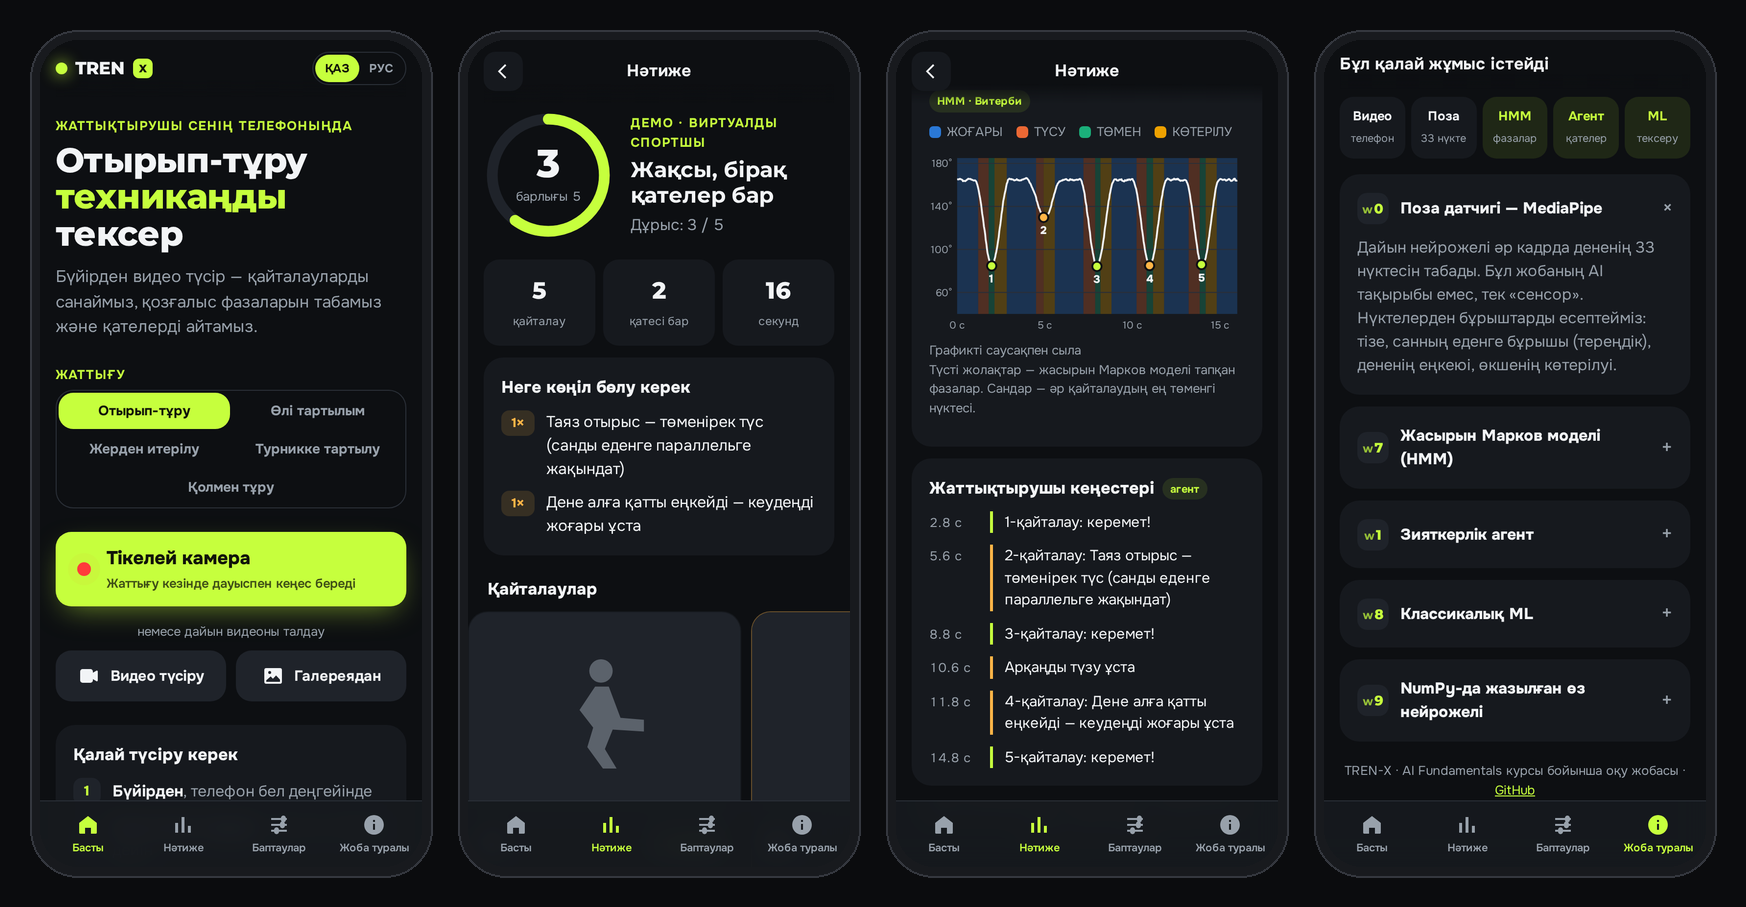 TREN X
ҚАЗ РУС
ЖАТТЫҚТЫРУШЫ СЕНІҢ ТЕЛЕФОНЫҢДА
Отырып-тұру
техникаңды
тексер
Бүйірден видео түсір — қайталауларды
санаймыз, қозғалыс фазаларын табамыз
және қателерді айтамыз.
ЖАТТЫҒУ
Отырып-тұру Өлі тартылым
Жерден итерілу Турникке тартылу
Қолмен тұру
Тікелей камера
Жаттығу кезінде дауыспен кеңес береді
немесе дайын видеоны талдау
Видео түсіру Галереядан
Қалай түсіру керек
1 Бүйірден, телефон бел деңгейінде
Басты Нәтиже Баптаулар Жоба туралы
Нәтиже
3
барлығы 5
ДЕМО · ВИРТУАЛДЫ
СПОРТШЫ
Жақсы, бірақ
қателер бар
Дұрыс: 3 / 5
5 2 16
қайталау қатесі бар секунд
Неге көңіл бөлу керек
1× Таяз отырыс — төменірек түс
(санды еденге параллельге
жақындат)
1× Дене алға қатты еңкейді — кеудеңді
жоғары ұста
Қайталаулар
Басты Нәтиже Баптаулар Жоба туралы
Нәтиже
HMM · Витерби
ЖОҒАРЫ ТҮСУ ТӨМЕН КӨТЕРІЛУ
180°
140°
100°
60°
1 2 3 4 5
0 с 5 с 10 с 15 с
Графикті саусақпен сыла
Түсті жолақтар — жасырын Марков моделі тапқан
фазалар. Сандар — әр қайталаудың ең төменгі
нүктесі.
Жаттықтырушы кеңестері агент
2.8 с 1-қайталау: керемет!
5.6 с 2-қайталау: Таяз отырыс —
төменірек түс (санды еденге
параллельге жақындат)
8.8 с 3-қайталау: керемет!
10.6 с Арқаңды түзу ұста
11.8 с 4-қайталау: Дене алға қатты
еңкейді — кеудеңді жоғары ұста
14.8 с 5-қайталау: керемет!
Басты Нәтиже Баптаулар Жоба туралы
Бұл қалай жұмыс істейді
Видео Поза HMM Агент ML
телефон 33 нүкте фазалар қателер тексеру
w0 Поза датчигі — MediaPipe ×
Дайын нейрожелі әр кадрда дененің 33
нүктесін табады. Бұл жобаның AI
тақырыбы емес, тек «сенсор».
Нүктелерден бұрыштарды есептейміз:
тізе, санның еденге бұрышы (тереңдік),
дененің еңкеюі, өкшенің көтерілуі.
w7 Жасырын Марков моделі
(HMM) +
w1 Зияткерлік агент +
w8 Классикалық ML +
w9 NumPy-да жазылған өз
нейрожелі +
TREN-X · AI Fundamentals курсы бойынша оқу жобасы ·
GitHub
Басты Нәтиже Баптаулар Жоба туралы